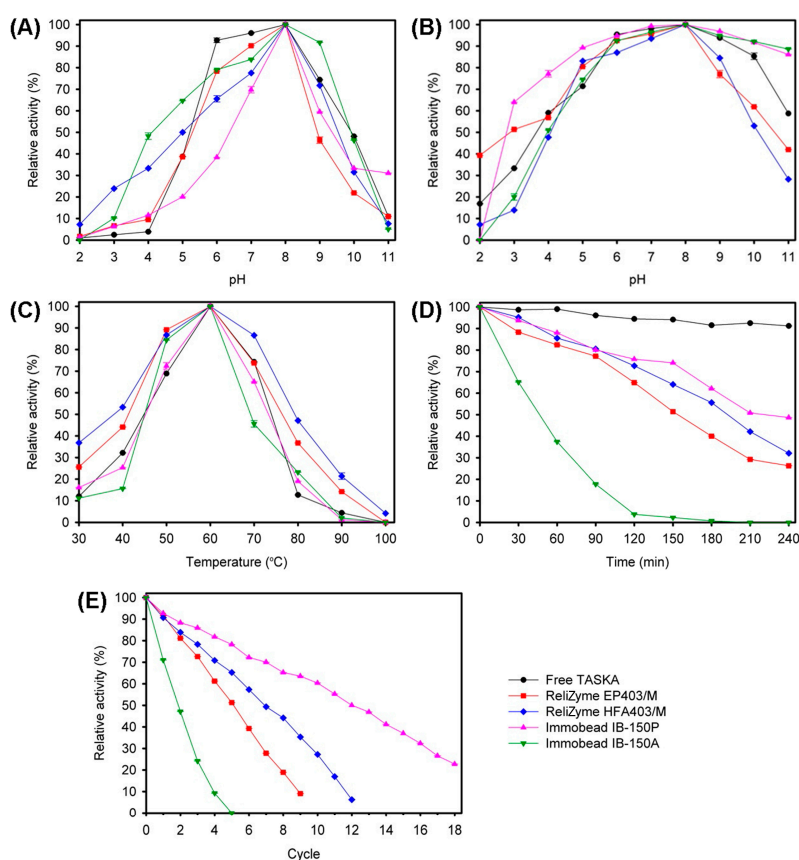 (A)
100
90
80
70
60
50
40
30
20
10
0
Relative activity (%)
2 3 4 5 6 7 8 9 10 11
pH
(B)
100
90
80
70
60
50
40
30
20
10
0
Relative activity (%)
2 3 4 5 6 7 8 9 10 11
pH
(C)
100
90
80
70
60
50
40
30
20
10
0
Relative activity (%)
30 40 50 60 70 80 90 100
Temperature (°C)
(D)
100
90
80
70
60
50
40
30
20
10
0
Relative activity (%)
0 30 60 90 120 150 180 210 240
Time (min)
(E)
100
90
80
70
60
50
40
30
20
10
0
Relative activity (%)
0 2 4 6 8 10 12 14 16 18
Cycle
Free TASKA
ReliZyme EP403/M
ReliZyme HFA403/M
Immobead IB-150P
Immobead IB-150A